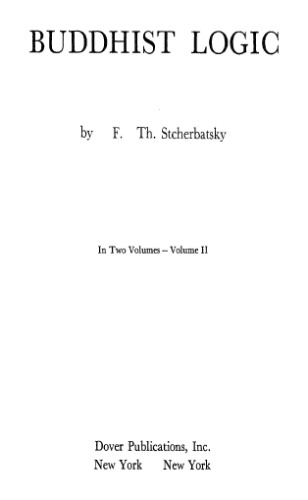 BUDDHIST LOGIC
by F. Th. Stcherbatsky
In Two Volumes – Volume II
Dover Publications, Inc.
New York New York